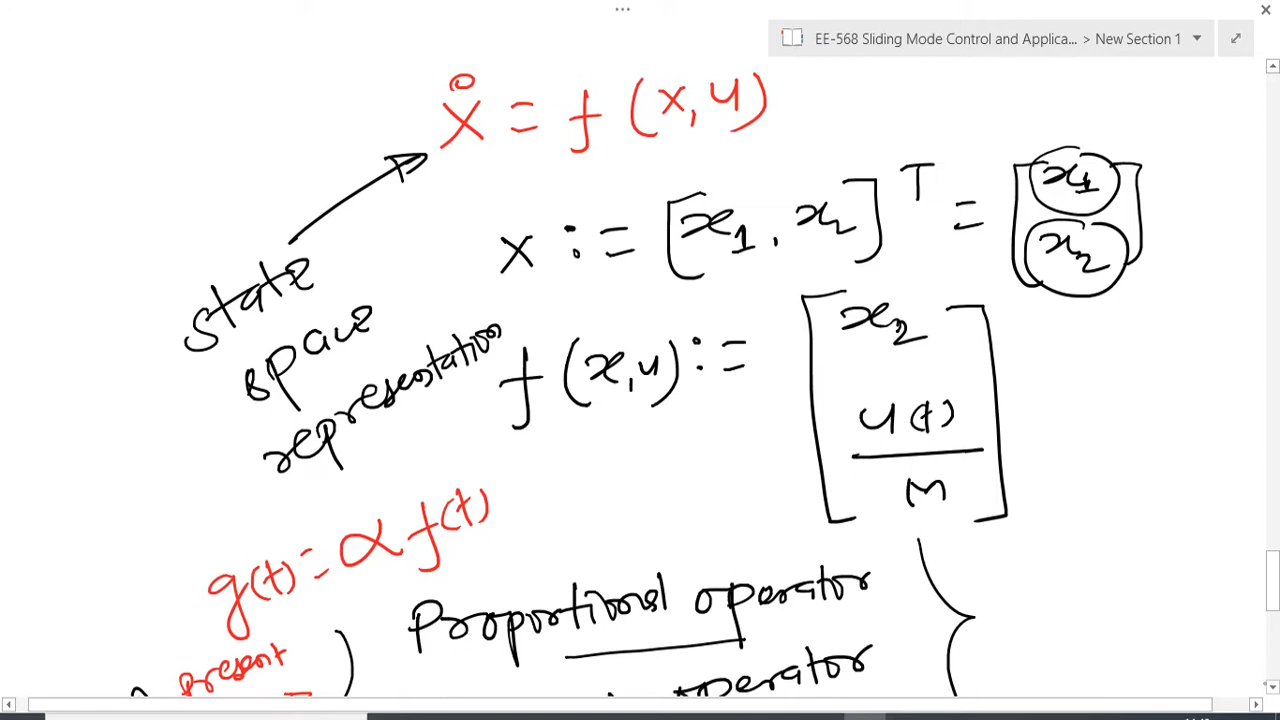 EE-568 Sliding Mode Control and Applica... > New Section 1
ẋ = f (x, u)
x := [x1, x2]ᵀ = [x1
x2]
state
space
representation
f (x, u) := [x2
u(t)
m]
g(t) = α f(t)
Proportional operator
present
operator